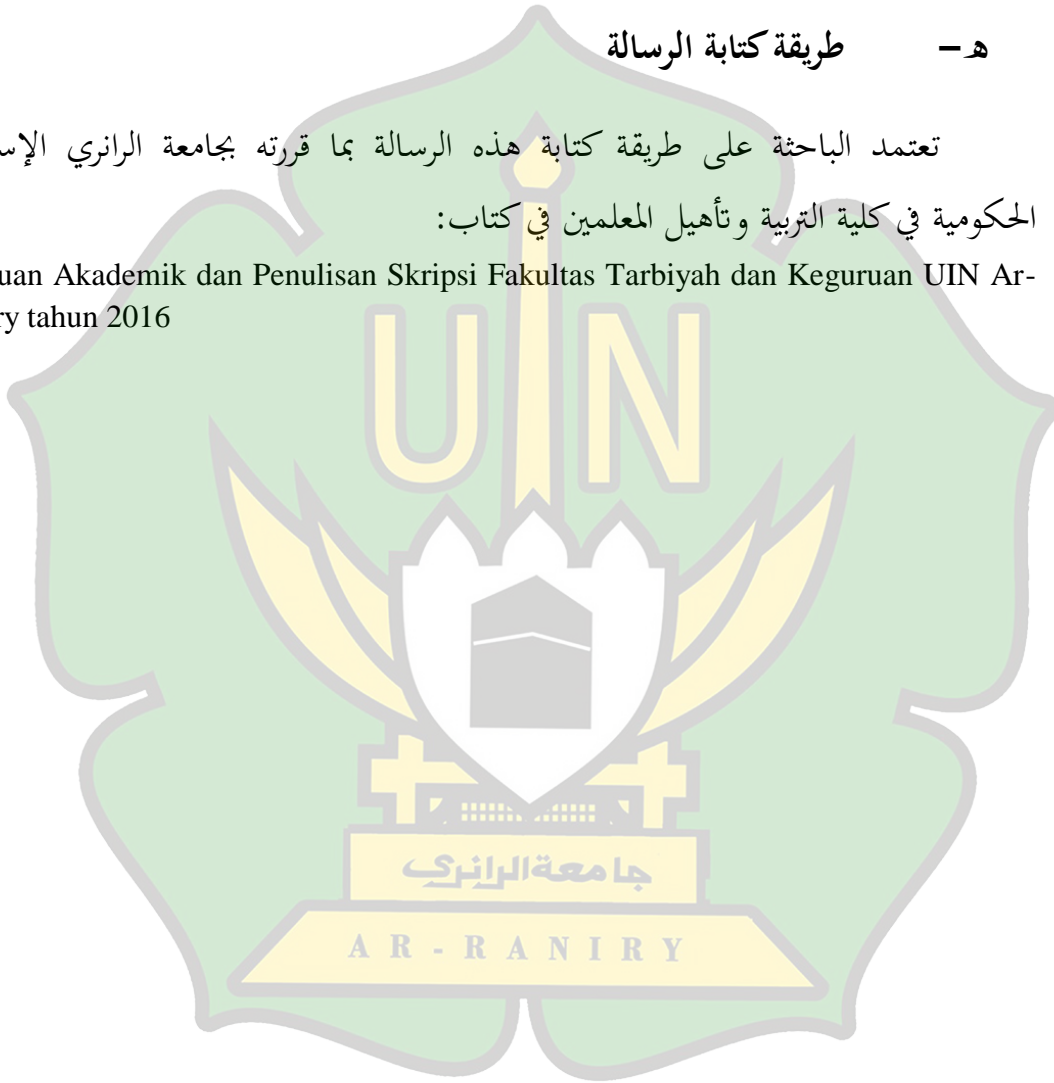 هـ – طريقة كتابة الرسالة
تعتمد الباحثة على طريقة كتابة هذه الرسالة بما قررته بجامعة الرانري
الحكومية في كلية التربية وتأهيل المعلمين في كتاب:
Akademik dan Penulisan Skripsi Fakultas Tarbiyah dan Keguruan UIN Ar-
tahun 2016
UIN
جامعة الرانري
AR-RANIRY